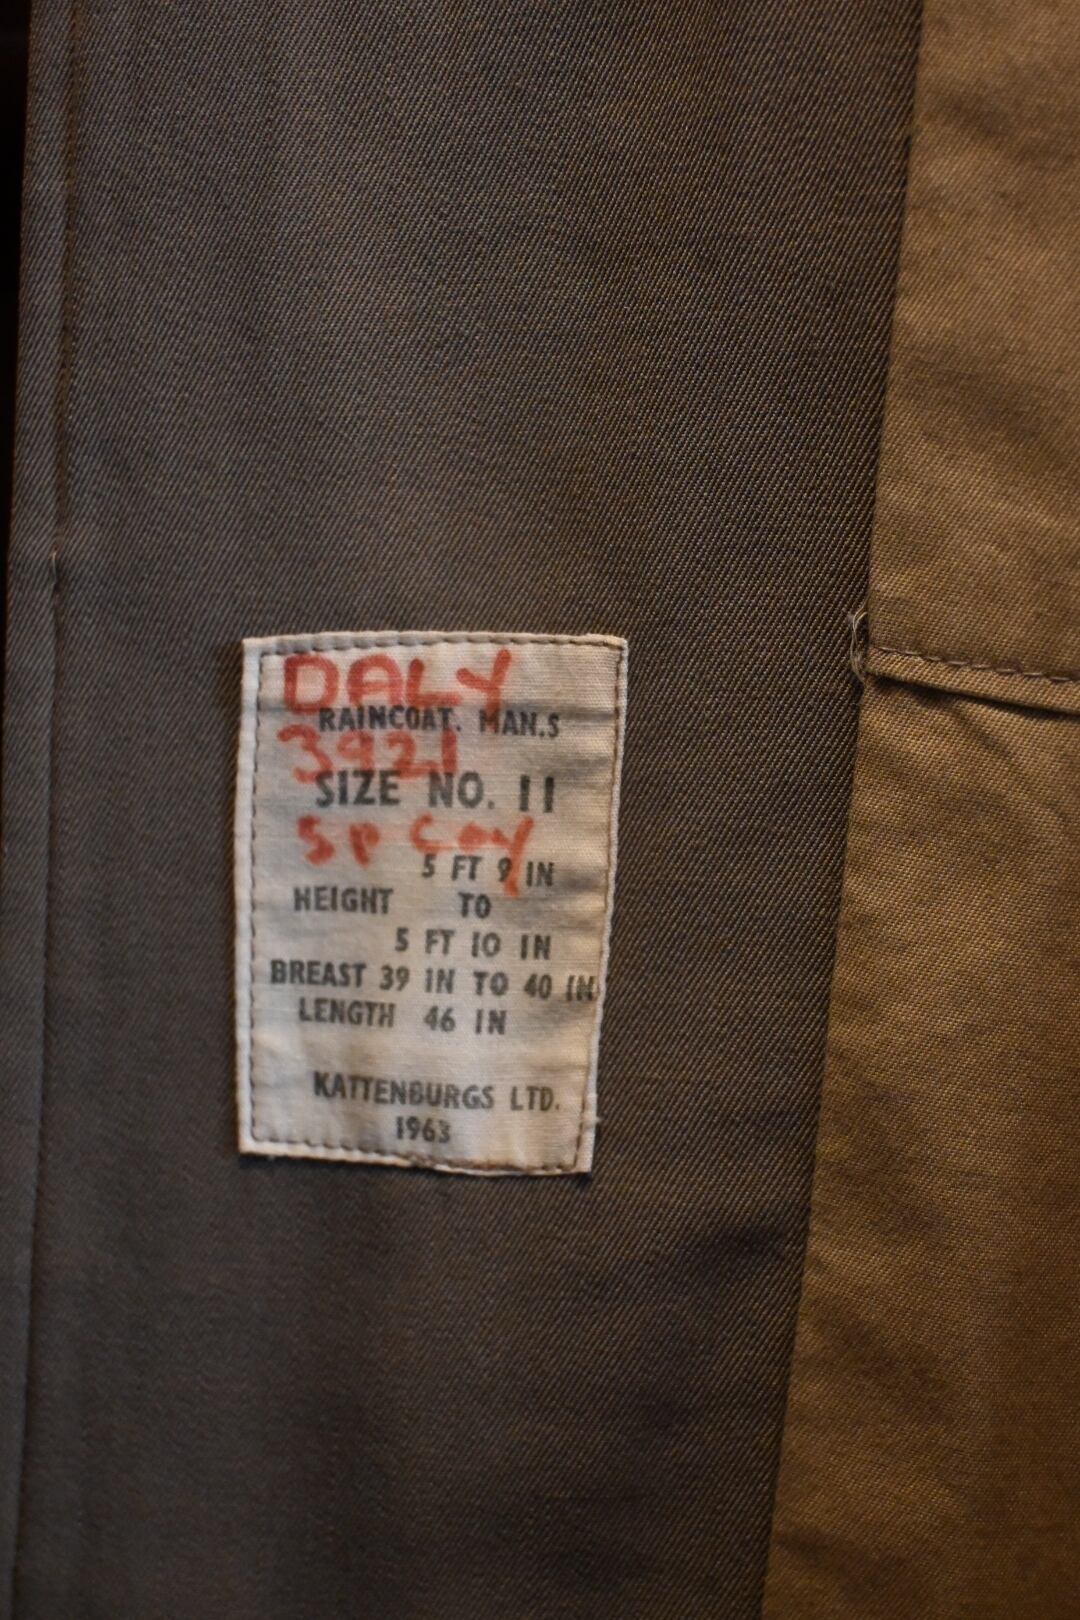 DALY
RAINCOAT. MAN.S
3921
SIZE NO. 11
SP Coy
5 FT 9 IN
HEIGHT TO
5 FT 10 IN
BREAST 39 IN TO 40 IN
LENGTH 46 IN
KATTENBURGS LTD.
1963